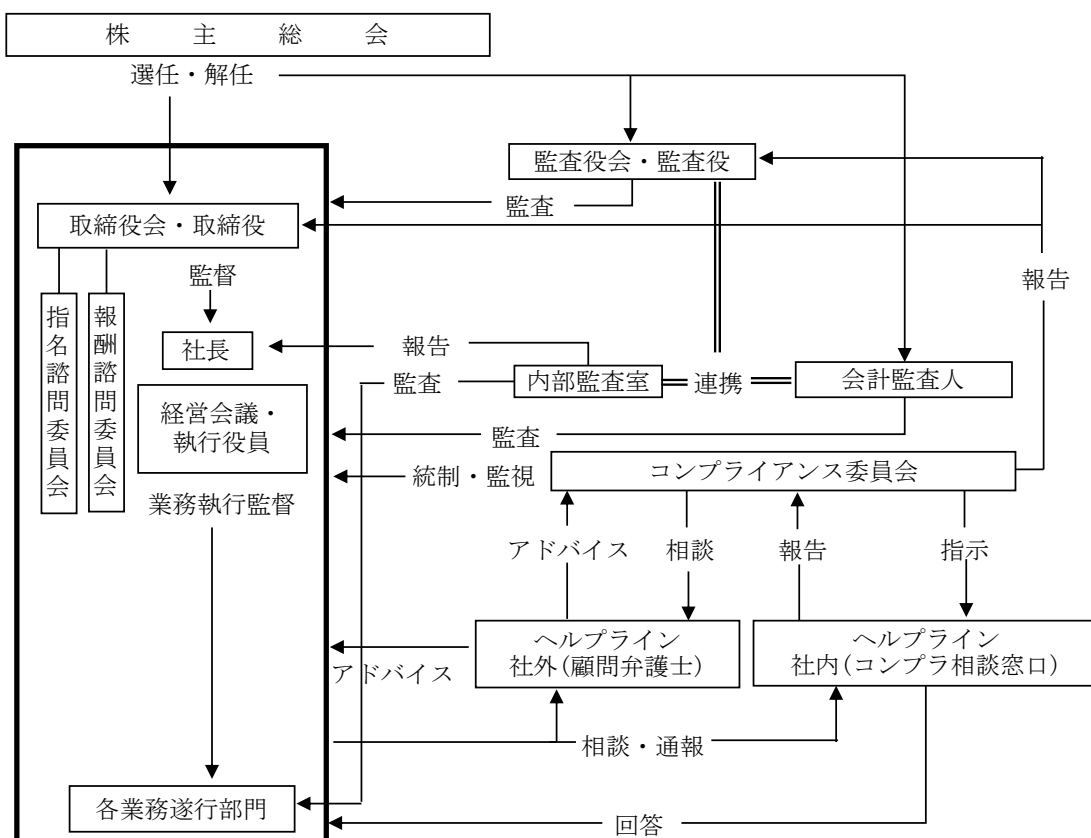 株主総会
選任・解任
監査役会・監査役
監査
取締役会・取締役
監督
報告
指名諮問委員会
報酬諮問委員会
社長
報告
監査
内部監査室
連携
会計監査人
経営会議・
執行役員
監査
統制・監視
コンプライアンス委員会
業務執行監督
アドバイス
相談
報告
指示
ヘルプライン
社外(顧問弁護士)
ヘルプライン
社内(コンプラ相談窓口)
アドバイス
相談・通報
各業務遂行部門
回答